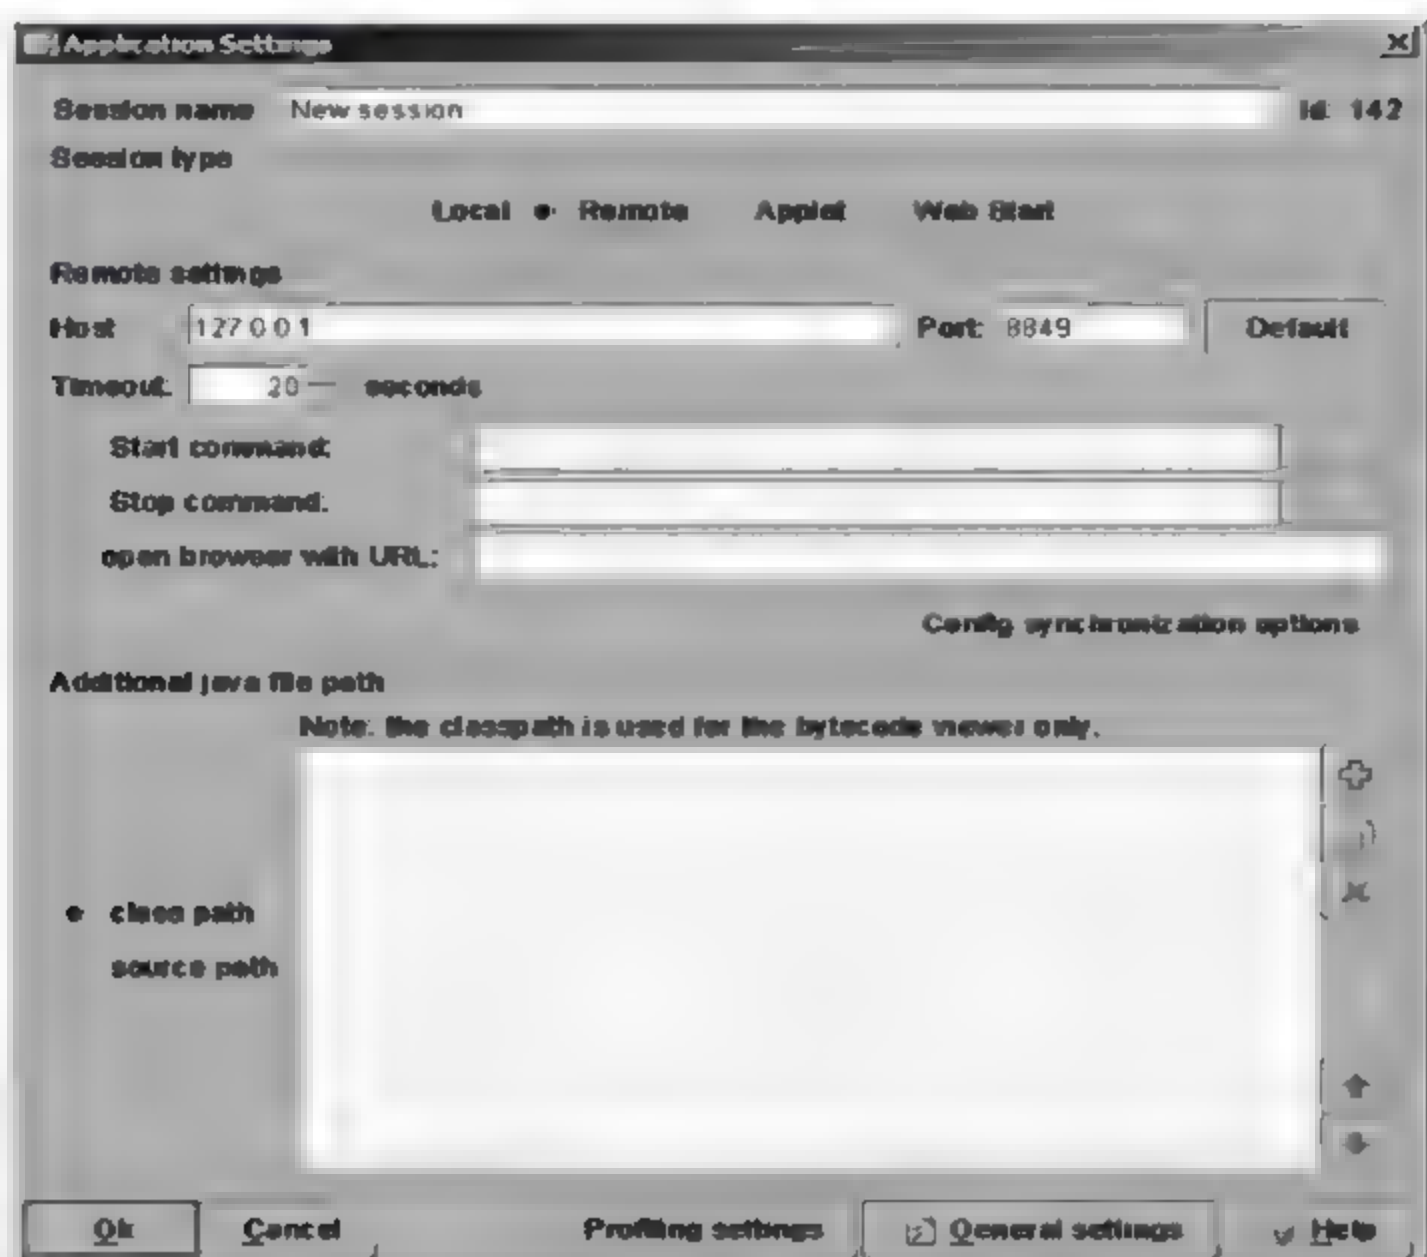 Application Settings
Session name New session Id: 142
Session type
Local Remote Applet Web Start
Remote settings
Host 127.0.0.1 Port: 8849 Default
Timeout: 20 seconds
Start command:
Stop command:
open browser with URL:
Config synchronization options
Additional java file path
Note: the classpath is used for the bytecode viewer only.
class path
source path
Ok Cancel Profiling settings General settings Help